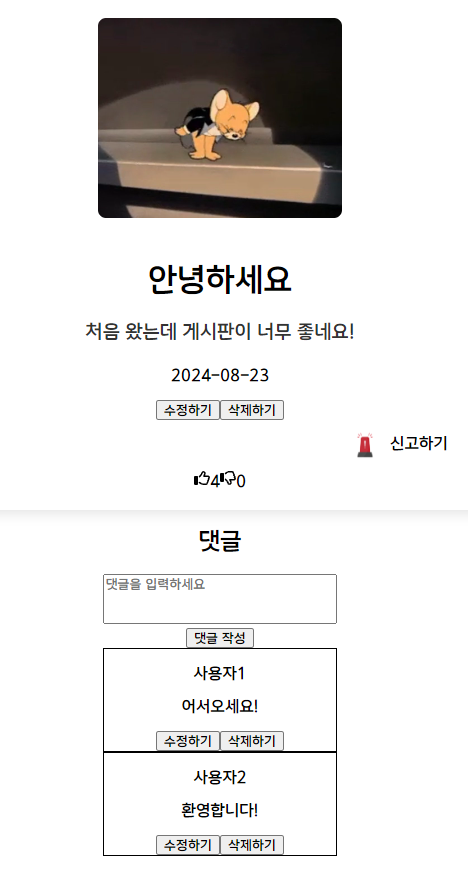 안녕하세요
처음 왔는데 게시판이 너무 좋네요!
2024-08-23
수정하기 삭제하기
신고하기
4 0
댓글
댓글을 입력하세요
댓글 작성
사용자1
어서오세요!
수정하기 삭제하기
사용자2
환영합니다!
수정하기 삭제하기